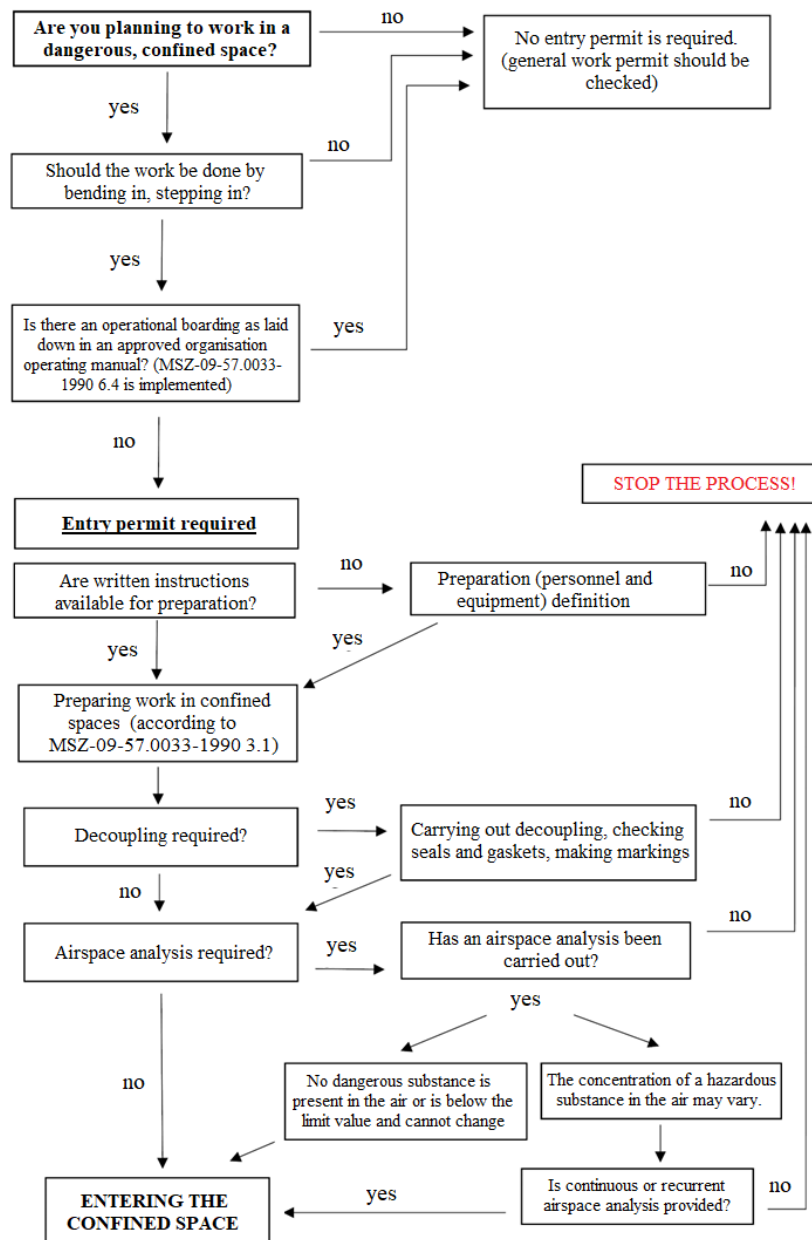 Are you planning to work in a
dangerous, confined space?
no
No entry permit is required.
(general work permit should be
checked)
yes
no
Should the work be done by
bending in, stepping in?
yes
Is there an operational boarding as laid
down in an approved organisation
operating manual? (MSZ-09-57.0033-
1990 6.4 is implemented)
yes
no
STOP THE PROCESS!
Entry permit required
Are written instructions
available for preparation?
no
Preparation (personnel and
equipment) definition
no
yes
yes
Preparing work in confined
spaces (according to
MSZ-09-57.0033-1990 3.1)
Decoupling required?
yes
Carrying out decoupling, checking
seals and gaskets, making markings
no
yes
no
Airspace analysis required?
yes
Has an airspace analysis been
carried out?
no
yes
no
No dangerous substance is
present in the air or is below the
limit value and cannot change
The concentration of a hazardous
substance in the air may vary.
ENTERING THE
CONFINED SPACE
yes
Is continuous or recurrent
airspace analysis provided?
no